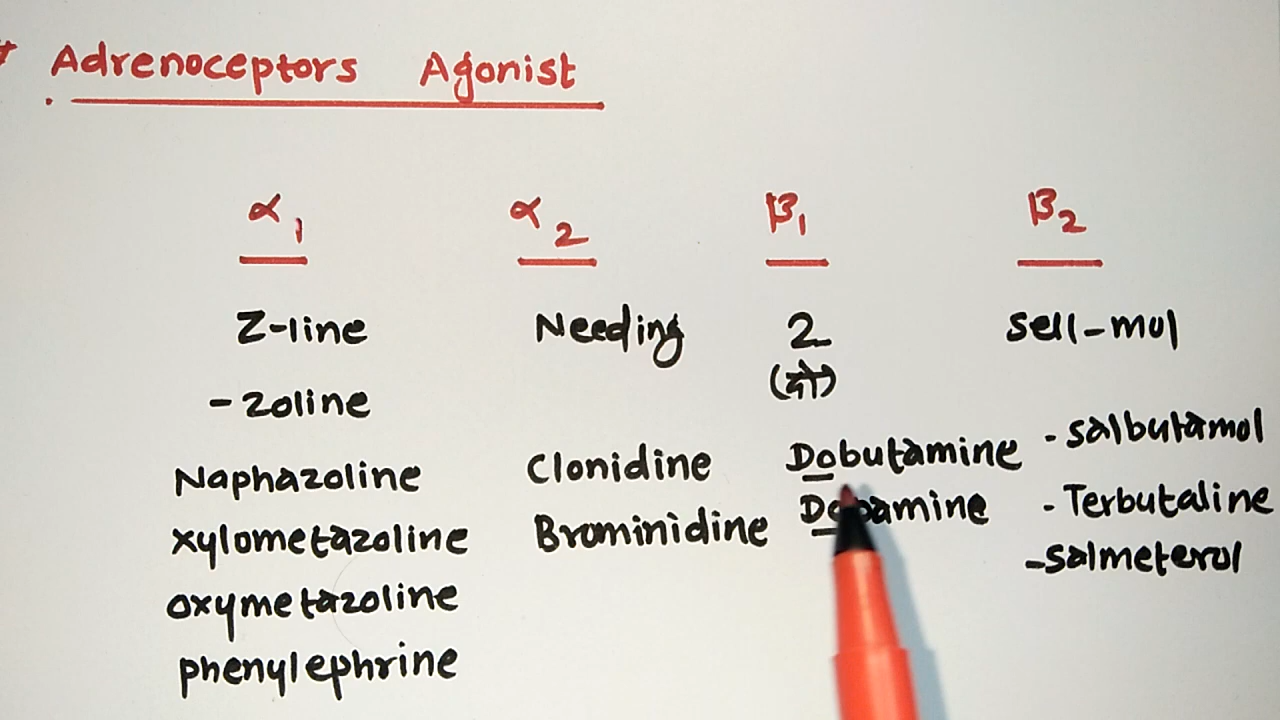 Adrenoceptors Agonist
α1 α2 β1 β2
Z-line Needing 2 sell-mol
(दो)
- zoline
Naphazoline Clonidine Dobutamine - salbutamol
xylometazoline Brominidine Dopamine - Terbutaline
oxymetazoline - salmeterol
phenylephrine